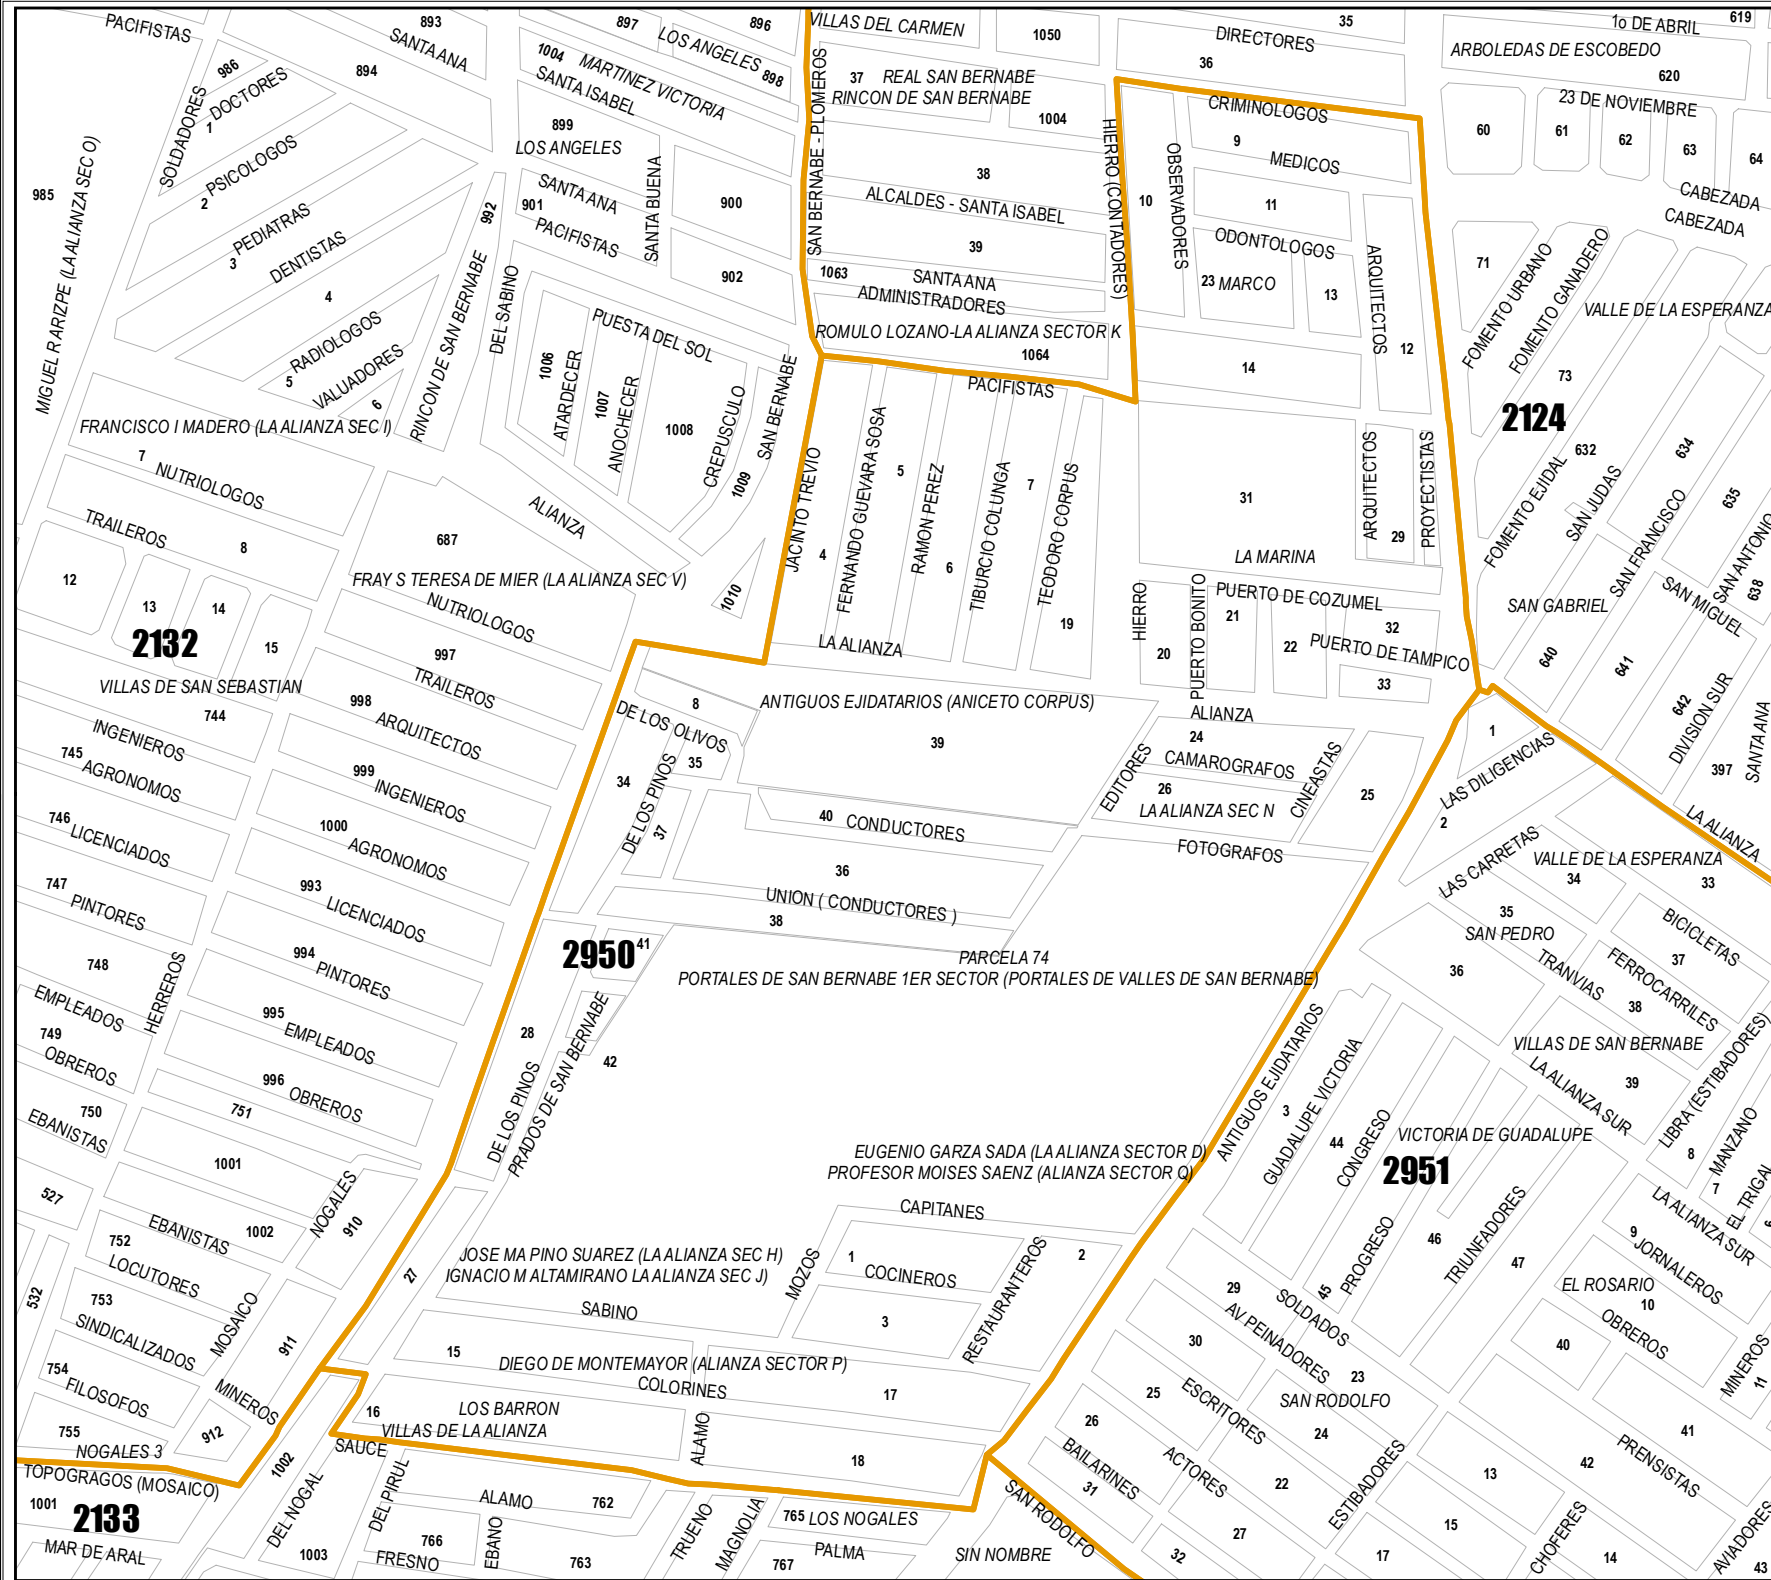 PACIFISTAS
893
SANTA ANA
894
897
LOS ANGELES
896
898
1004
MARTINEZ VICTORIA
SANTA ISABEL
VILLAS DEL CARMEN
1050
35
DIRECTORES
36
1o DE ABRIL
619
ARBOLEDAS DE ESCOBEDO
620
23 DE NOVIEMBRE
986
DOCTORES
1
SOLDADORES
PSICOLOGOS
2
PEDIATRAS
3
DENTISTAS
4
RADIOLOGOS
5
VALUADORES
6
985
MIGUEL R ARIZPE (LA ALIANZA SEC O)
899
LOS ANGELES
SANTA ANA
901
PACIFISTAS
SANTA BUENA
900
902
992
RINCON DE SAN BERNABE
DEL SABINO
SAN BERNABE - PLOMEROS
37
REAL SAN BERNABE
RINCON DE SAN BERNABE
1004
38
ALCALDES - SANTA ISABEL
39
1063
SANTA ANA
ADMINISTRADORES
ROMULO LOZANO-LA ALIANZA SECTOR K
1064
PACIFISTAS
HIERRO (CONTADORES)
CRIMINOLOGOS
9
MEDICOS
10
OBSERVADORES
11
ODONTOLOGOS
23
MARCO
13
ARQUITECTOS
12
14
60
61
62
63
64
CABEZADA
CABEZADA
71
FOMENTO URBANO
FOMENTO GANADERO
VALLE DE LA ESPERANZA
73
2124
632
634
635
FOMENTO EJIDAL
SAN JUDAS
SAN FRANCISCO
SAN ANTONIO
638
SAN MIGUEL
SAN GABRIEL
640
641
642
DIVISION SUR
397
SANTA ANA
PUESTA DEL SOL
1006
ATARDECER
1007
ANOCHECER
1008
CREPUSCULO
1009
SAN BERNABE
1010
FRANCISCO I MADERO (LA ALIANZA SEC I)
7
NUTRIOLOGOS
TRAILEROS
8
12
13
14
15
2132
VILLAS DE SAN SEBASTIAN
744
ALIANZA
687
FRAY S TERESA DE MIER (LA ALIANZA SEC V)
NUTRIOLOGOS
997
TRAILEROS
998
ARQUITECTOS
999
INGENIEROS
1000
AGRONOMOS
993
LICENCIADOS
994
PINTORES
995
EMPLEADOS
996
OBREROS
751
1001
JACINTO TREVIO
4
FERNANDO GUEVARA SOSA
5
RAMON PEREZ
6
TIBURCIO COLUNGA
7
TEODORO CORPUS
19
LA ALIANZA
31
ARQUITECTOS
29
PROYECTISTAS
LA MARINA
HIERRO
PUERTO BONITO
PUERTO DE COZUMEL
20
21
22
32
PUERTO DE TAMPICO
33
ALIANZA
INGENIEROS
745
AGRONOMOS
746
LICENCIADOS
747
PINTORES
748
EMPLEADOS
HERREROS
749
OBREROS
750
EBANISTAS
527
532
752
EBANISTAS
LOCUTORES
1002
753
SINDICALIZADOS
754
FILOSOFOS
755
NOGALES 3
NOGALES
910
MOSAICO
911
MINEROS
912
TOPOGRAGOS (MOSAICO)
1001
2133
MAR DE ARAL
1002
DEL NOGAL
1003
8
DE LOS OLIVOS
35
34
DE LOS PINOS
37
ANTIGUOS EJIDATARIOS (ANICETO CORPUS)
39
40
CONDUCTORES
36
UNION ( CONDUCTORES )
38
EDITORES
24
CAMAROGRAFOS
26
LA ALIANZA SEC N
CINEASTAS
25
FOTOGRAFOS
2950
41
PARCELA 74
PORTALES DE SAN BERNABE 1ER SECTOR (PORTALES DE VALLES DE SAN BERNABE)
28
DE LOS PINOS
PRADOS DE SAN BERNABE
42
27
EUGENIO GARZA SADA (LA ALIANZA SECTOR D)
PROFESOR MOISES SAENZ (ALIANZA SECTOR Q)
CAPITANES
1
COCINEROS
2
MOZOS
3
RESTAURANTEROS
JOSE MA PINO SUAREZ (LA ALIANZA SEC H)
IGNACIO M ALTAMIRANO LA ALIANZA SEC J)
SABINO
15
DIEGO DE MONTEMAYOR (ALIANZA SECTOR P)
COLORINES
17
16
LOS BARRON
VILLAS DE LA ALIANZA
ALAMO
18
SAUCE
DEL PIRUL
ALAMO
762
766
EBANO
FRESNO
763
TRUENO
MAGNOLIA
765
LOS NOGALES
767
PALMA
SIN NOMBRE
SAN RODOLFO
1
LAS DILIGENCIAS
2
LA ALIANZA
LAS CARRETAS
VALLE DE LA ESPERANZA
34
33
35
SAN PEDRO
BICICLETAS
36
TRANVIAS
37
FERROCARRILES
38
VILLAS DE SAN BERNABE
39
LA ALIANZA SUR
LIBRA (ESTIBADORES)
ANTIGUOS EJIDATARIOS
3
GUADALUPE VICTORIA
44
CONGRESO
VICTORIA DE GUADALUPE
2951
46
PROGRESO
45
TRIUNFADORES
47
8
MANZANO
7
EL TRIGAL
6
LA ALIANZA SUR
9
JORNALEROS
EL ROSARIO
10
OBREROS
40
MINEROS
11
29
SOLDADOS
AV PEINADORES
30
23
SAN RODOLFO
25
ESCRITORES
24
26
BAILARINES
31
ACTORES
22
ESTIBADORES
27
32
13
42
PRENSISTAS
41
15
17
CHOFERES
14
AVIADORES
43